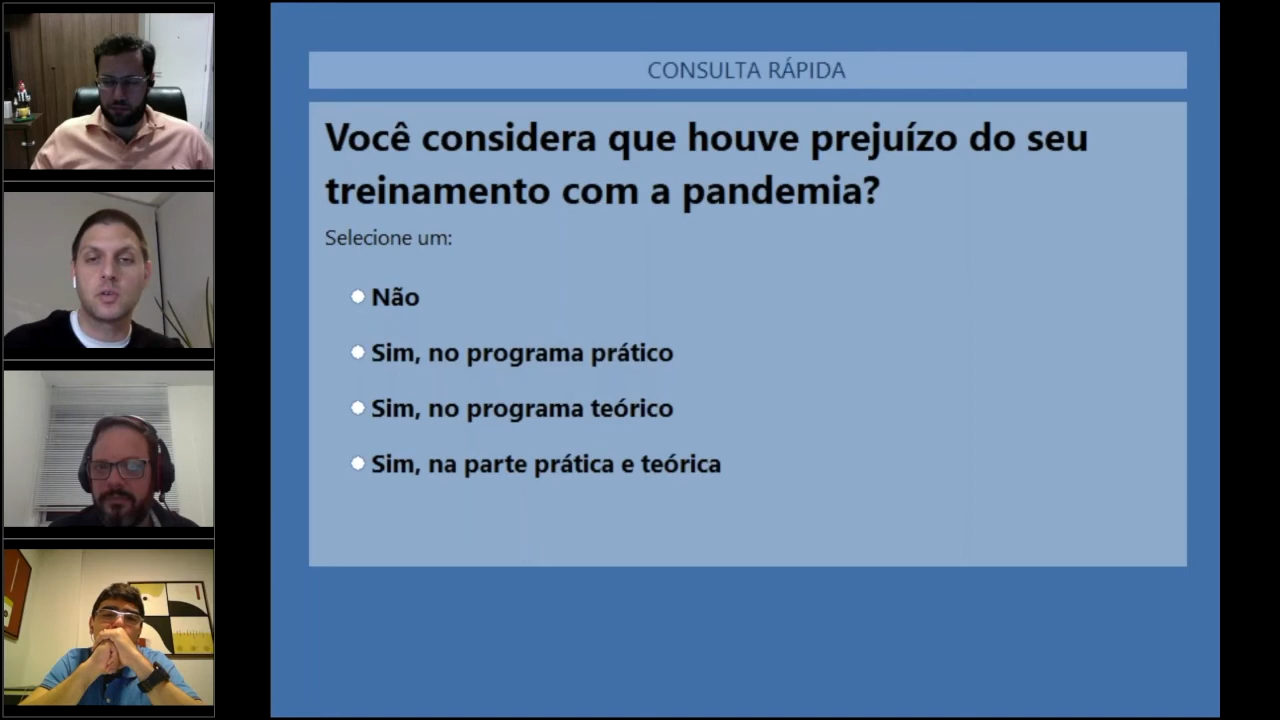 CONSULTA RÁPIDA
Você considera que houve prejuízo do seu
treinamento com a pandemia?
Selecione um:
Não
Sim, no programa prático
Sim, no programa teórico
Sim, na parte prática e teórica